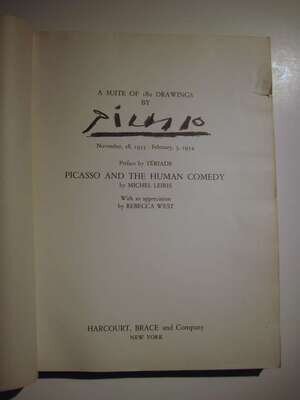 A SUITE OF 180 DRAWINGS
BY
Picasso
November, 28, 1953 - February, 3, 1954
Preface by TÉRIADE
PICASSO AND THE HUMAN COMEDY
by MICHEL LEIRIS
With an appreciation
by REBECCA WEST
HARCOURT, BRACE and Company
NEW YORK